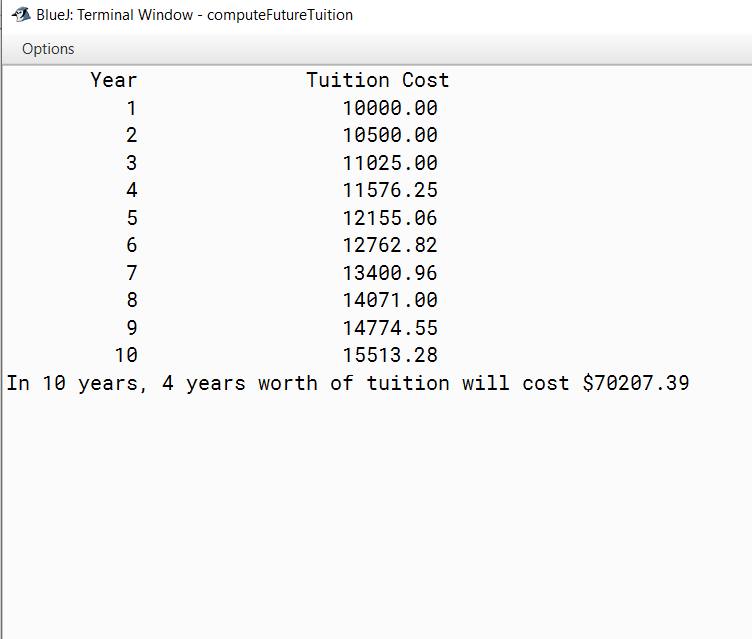 BlueJ: Terminal Window - computeFutureTuition
Options
Year Tuition Cost
1 10000.00
2 10500.00
3 11025.00
4 11576.25
5 12155.06
6 12762.82
7 13400.96
8 14071.00
9 14774.55
10 15513.28
In 10 years, 4 years worth of tuition will cost $70207.39